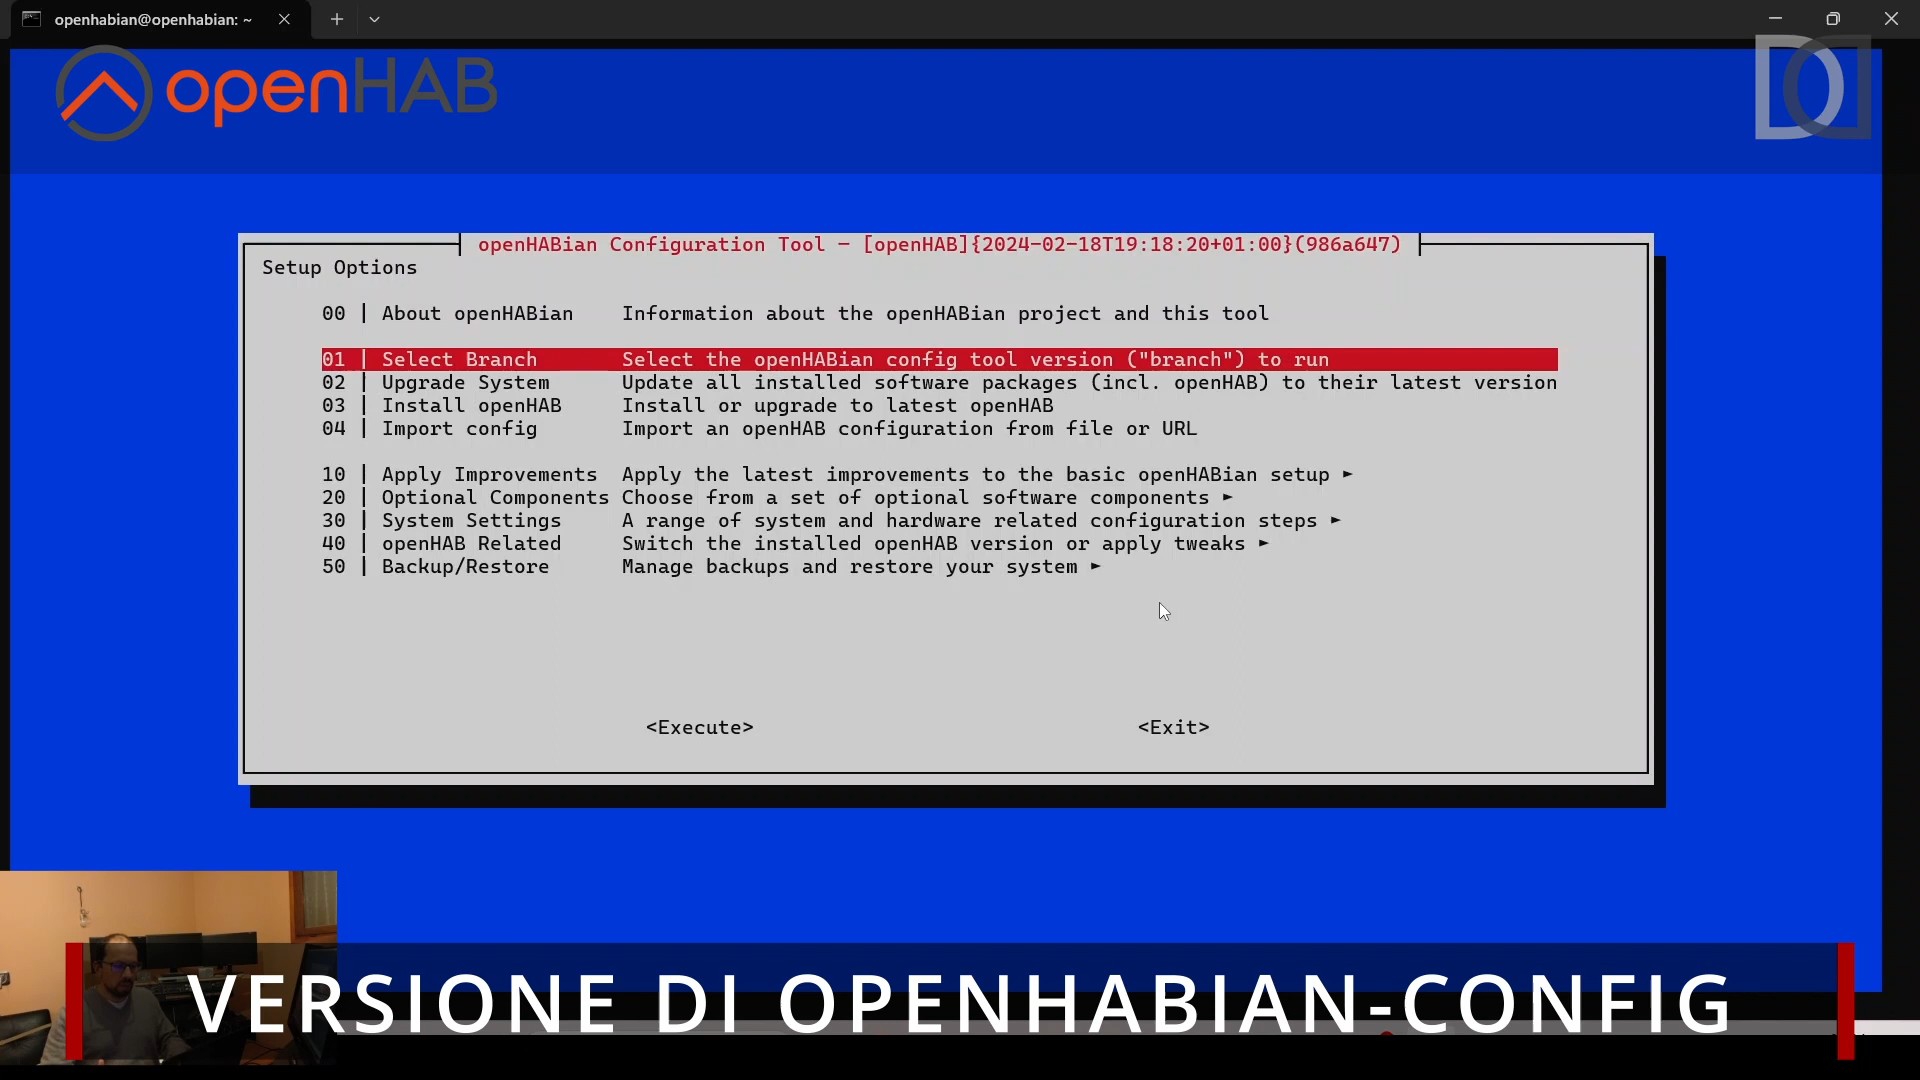 openhabian@openhabian: ~
openHAB
openHABian Configuration Tool — [openHAB]{2024-02-18T19:18:20+01:00}(986a647)
Setup Options
00 | About openHABian Information about the openHABian project and this tool
01 | Select Branch Select the openHABian config tool version ("branch") to run
02 | Upgrade System Update all installed software packages (incl. openHAB) to their latest version
03 | Install openHAB Install or upgrade to latest openHAB
04 | Import config Import an openHAB configuration from file or URL
10 | Apply Improvements Apply the latest improvements to the basic openHABian setup ►
20 | Optional Components Choose from a set of optional software components ►
30 | System Settings A range of system and hardware related configuration steps ►
40 | openHAB Related Switch the installed openHAB version or apply tweaks ►
50 | Backup/Restore Manage backups and restore your system ►
<Execute> <Exit>
VERSIONE DI OPENHABIAN-CONFIG